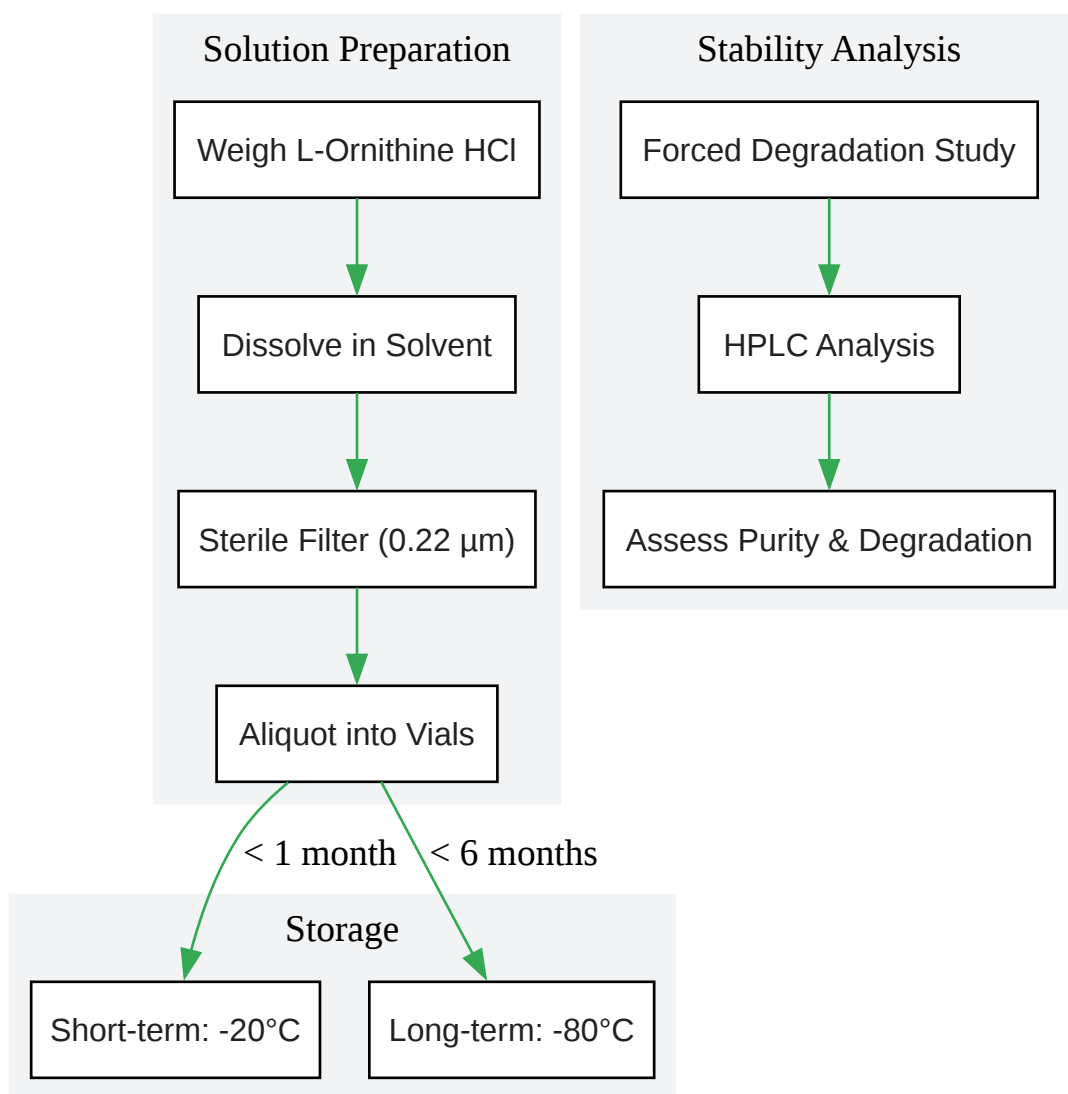 Solution Preparation
Weigh L-Ornithine HCl
Dissolve in Solvent
Sterile Filter (0.22 µm)
Aliquot into Vials
< 1 month
< 6 months
Storage
Short-term: -20°C
Long-term: -80°C
Stability Analysis
Forced Degradation Study
HPLC Analysis
Assess Purity & Degradation